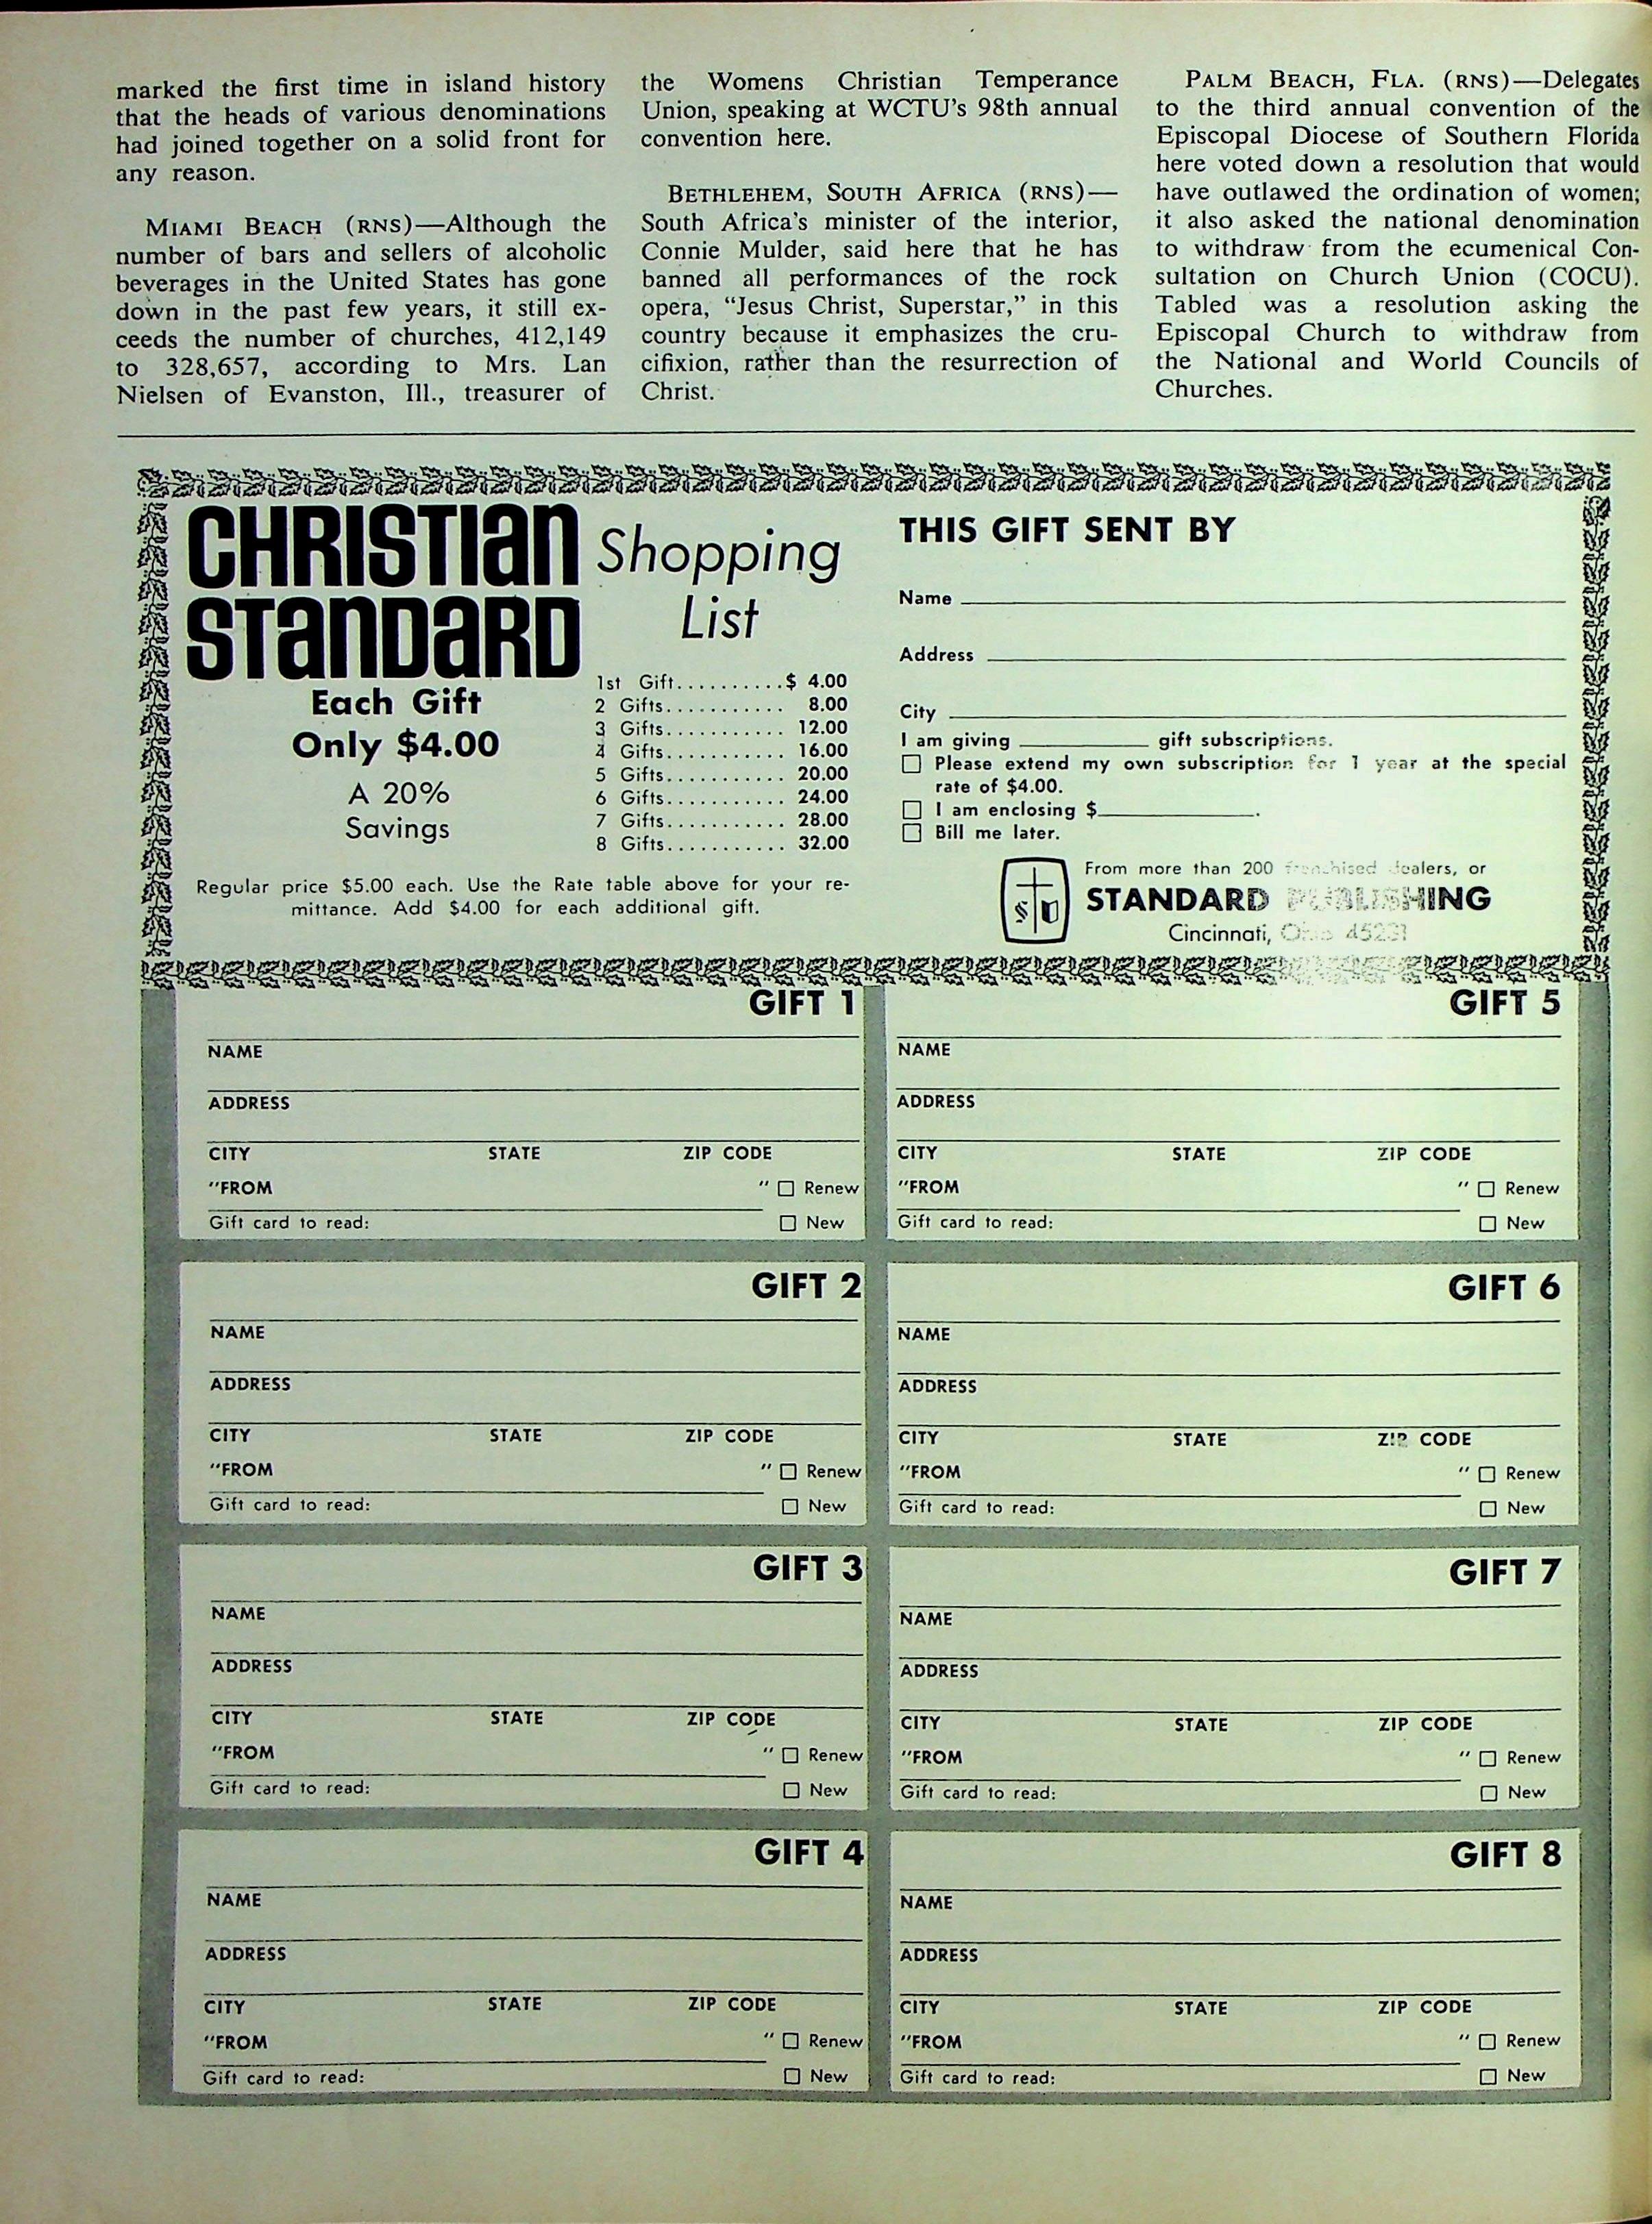 marked the first time in island history
that the heads of various denominations
had joined together on a solid front for
any reason.
MIAMI BEACH (RNS)—Although the
number of bars and sellers of alcoholic
beverages in the United States has gone
down in the past few years, it still ex-
ceeds the number of churches, 412,149
to 328,657, according to Mrs. Lan
Nielsen of Evanston, Ill., treasurer of
the Womens Christian Temperance
Union, speaking at WCTU's 98th annual
convention here.
BETHLEHEM, SOUTH AFRICA (RNS)—
South Africa's minister of the interior,
Connie Mulder, said here that he has
banned all performances of the rock
opera, "Jesus Christ, Superstar," in this
country because it emphasizes the cru-
cifixion, rather than the resurrection of
Christ.
PALM BEACH, FLA. (RNS)—Delegates
to the third annual convention of the
Episcopal Diocese of Southern Florida
here voted down a resolution that would
have outlawed the ordination of women;
it also asked the national denomination
to withdraw from the ecumenical Con-
sultation on Church Union (COCU).
Tabled was a resolution asking the
Episcopal Church to withdraw from
the National and World Councils of
Churches.
CHRISTIAN
STANDARD
Each Gift
Only $4.00
A 20%
Savings
Shopping
List
1st Gift..........$ 4.00
2 Gifts........... 8.00
3 Gifts........... 12.00
4 Gifts........... 16.00
5 Gifts........... 20.00
6 Gifts........... 24.00
7 Gifts........... 28.00
8 Gifts........... 32.00
Regular price $5.00 each. Use the Rate table above for your re-
mittance. Add $4.00 for each additional gift.
THIS GIFT SENT BY
Name
Address
City
I am giving ________ gift subscriptions.
☐ Please extend my own subscription for 1 year at the special
rate of $4.00.
☐ I am enclosing $________.
☐ Bill me later.
From more than 200 franchised dealers, or
STANDARD PUBLISHING
Cincinnati, Ohio 45231
GIFT 1
NAME
ADDRESS
CITY STATE ZIP CODE
"FROM " ☐ Renew
Gift card to read: ☐ New
GIFT 2
NAME
ADDRESS
CITY STATE ZIP CODE
"FROM " ☐ Renew
Gift card to read: ☐ New
GIFT 3
NAME
ADDRESS
CITY STATE ZIP CODE
"FROM " ☐ Renew
Gift card to read: ☐ New
GIFT 4
NAME
ADDRESS
CITY STATE ZIP CODE
"FROM " ☐ Renew
Gift card to read: ☐ New
GIFT 5
NAME
ADDRESS
CITY STATE ZIP CODE
"FROM " ☐ Renew
Gift card to read: ☐ New
GIFT 6
NAME
ADDRESS
CITY STATE ZIP CODE
"FROM " ☐ Renew
Gift card to read: ☐ New
GIFT 7
NAME
ADDRESS
CITY STATE ZIP CODE
"FROM " ☐ Renew
Gift card to read: ☐ New
GIFT 8
NAME
ADDRESS
CITY STATE ZIP CODE
"FROM " ☐ Renew
Gift card to read: ☐ New